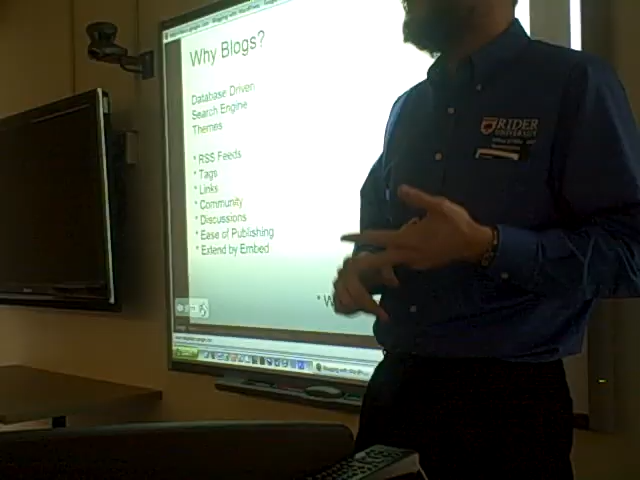 Why Blogs?
Database Driven
Search Engine
Themes
* RSS Feeds
* Tags
* Links
* Community
* Discussions
* Ease of Publishing
* Extend by Embed
* W
RIDER
UNIVERSITY